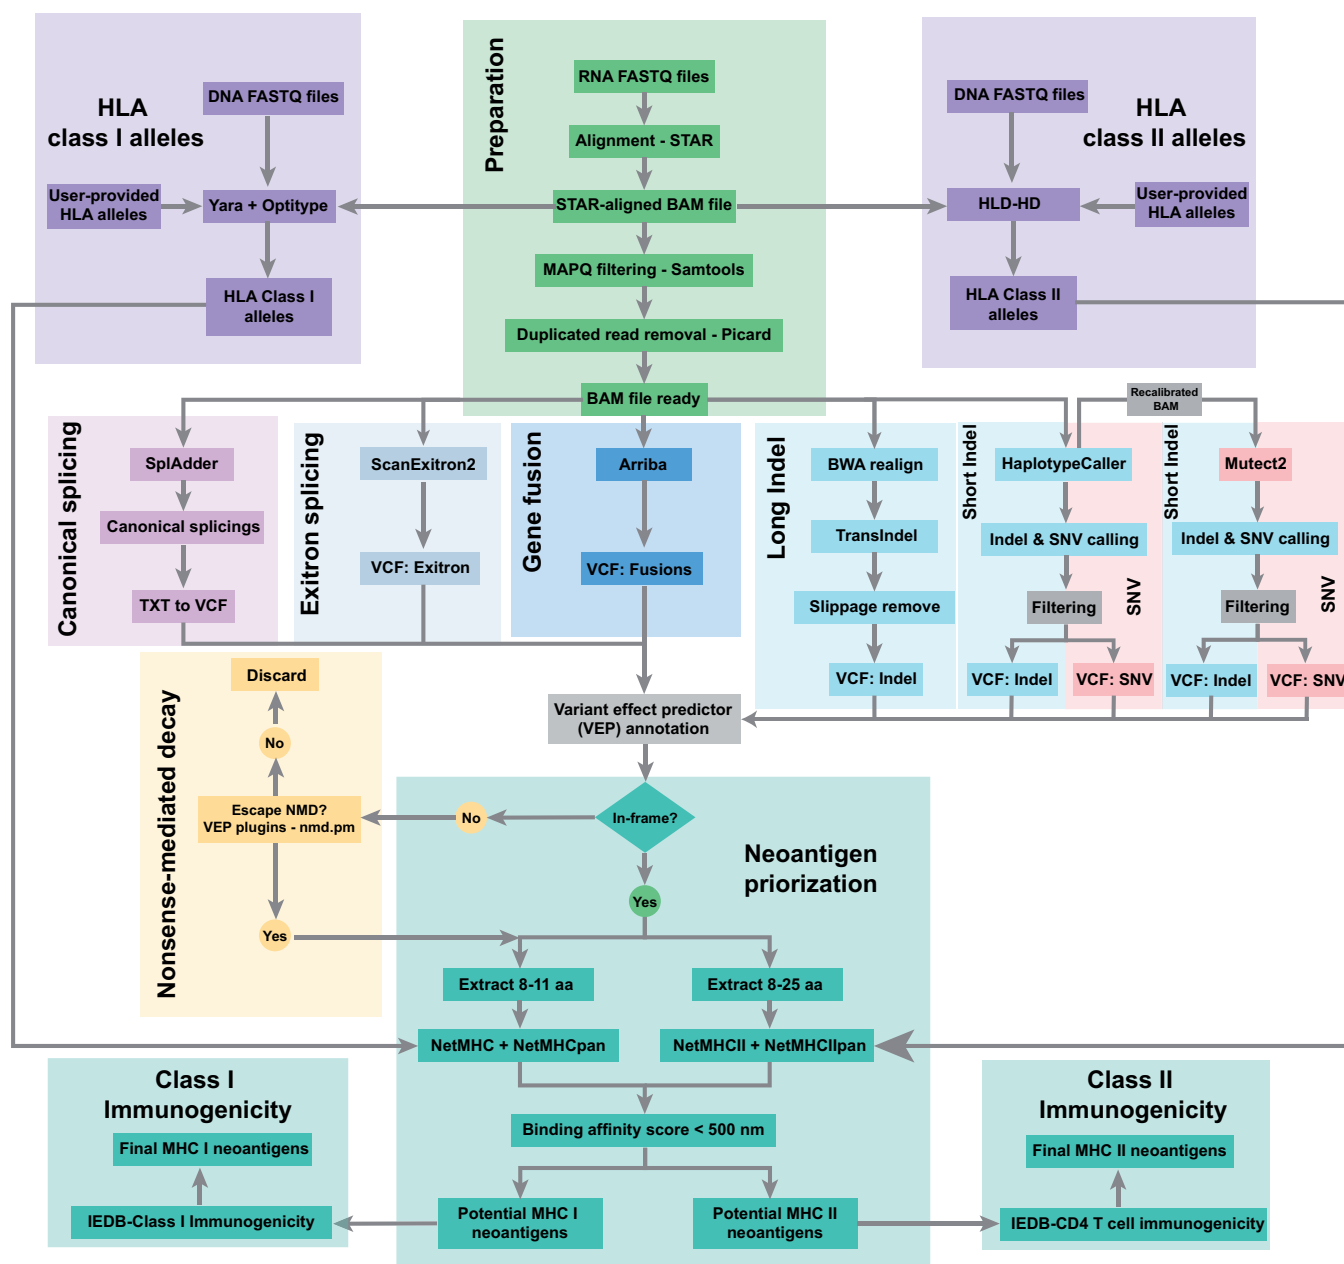 HLA
class I alleles
DNA FASTQ files
User-provided
HLA alleles
Yara + Optitype
HLA Class I
alleles
Preparation
RNA FASTQ files
Alignment - STAR
STAR-aligned BAM file
MAPQ filtering - Samtools
Duplicated read removal - Picard
BAM file ready
HLA
class II alleles
DNA FASTQ files
HLD-HD
User-provided
HLA alleles
HLA Class II
alleles
Canonical splicing
SplAdder
Canonical splicings
TXT to VCF
Exitron splicing
ScanExitron2
VCF: Exitron
Gene fusion
Arriba
VCF: Fusions
Long Indel
BWA realign
TransIndel
Slippage remove
VCF: Indel
Short Indel
HaplotypeCaller
Indel & SNV calling
Filtering
SNV
VCF: Indel
VCF: SNV
Recalibrated
BAM
Short Indel
Mutect2
Indel & SNV calling
Filtering
SNV
VCF: Indel
VCF: SNV
Variant effect predictor
(VEP) annotation
Nonsense-mediated decay
Discard
No
Escape NMD?
VEP plugins - nmd.pm
Yes
No
In-frame?
Yes
Neoantigen
priorization
Extract 8-11 aa
Extract 8-25 aa
NetMHC + NetMHCpan
NetMHCII + NetMHCIIpan
Binding affinity score < 500 nm
Potential MHC I
neoantigens
Potential MHC II
neoantigens
Class I
Immunogenicity
Final MHC I neoantigens
IEDB-Class I Immunogenicity
Class II
Immunogenicity
Final MHC II neoantigens
IEDB-CD4 T cell immunogenicity